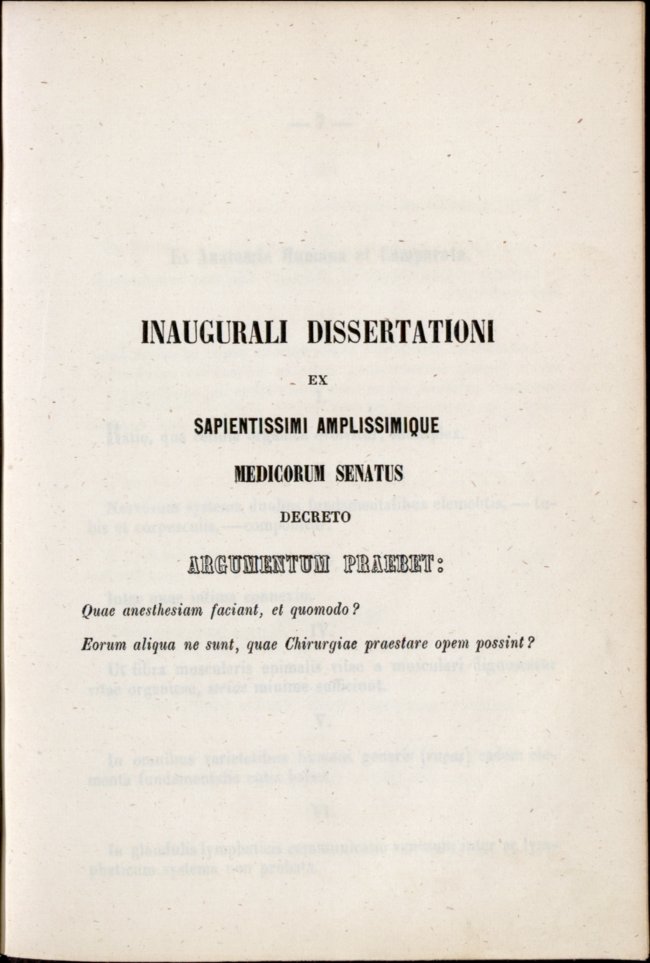 INAUGURALI DISSERTATIONI
EX
SAPIENTISSIMI AMPLISSIMIQUE
MEDICORUM SENATUS
DECRETO
ARGUMENTUM PRAEBET:
Quae anesthesiam faciant, et quomodo?
Eorum aliqua ne sunt, quae Chirurgiae praestare opem possint?